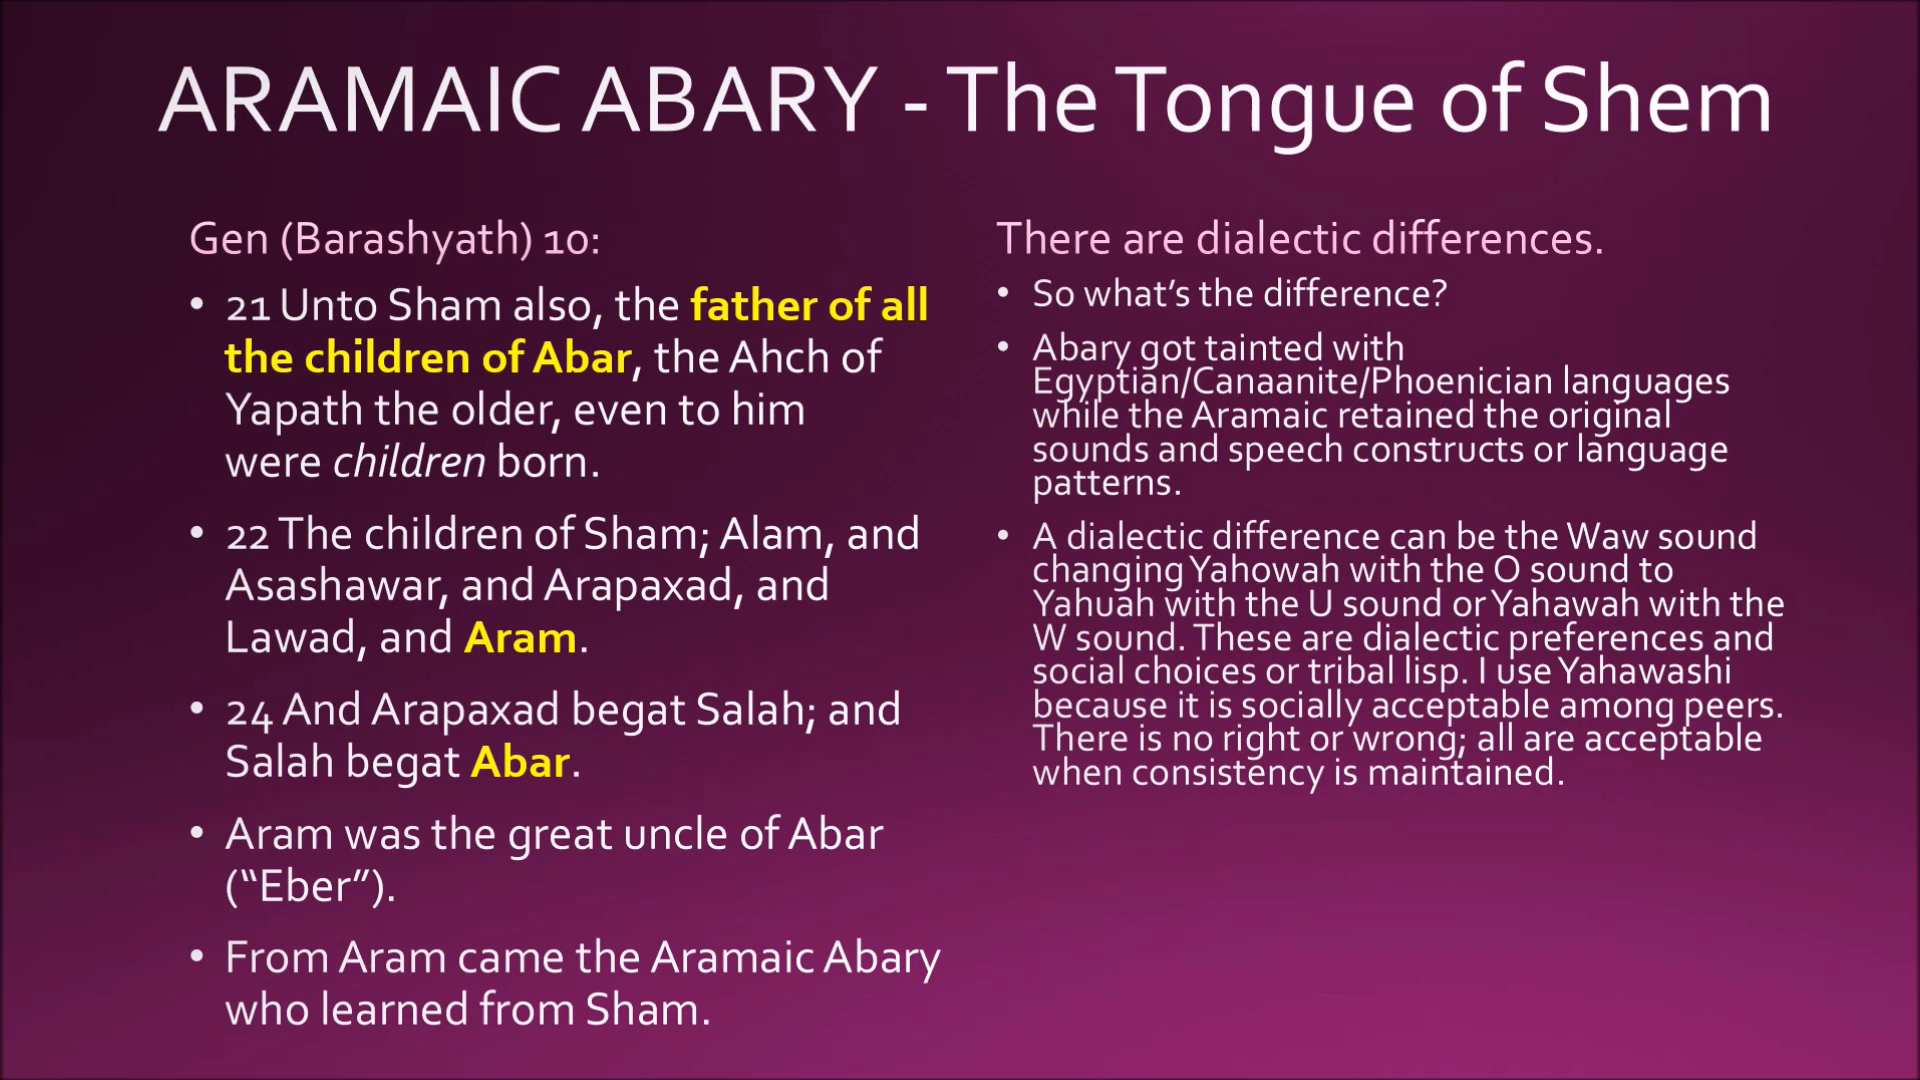 ARAMAIC ABARY - The Tongue of Shem
Gen (Barashyath) 10:
• 21 Unto Sham also, the father of all
the children of Abar, the Ahch of
Yapath the older, even to him
were children born.
• 22 The children of Sham; Alam, and
Asashawar, and Arapaxad, and
Lawad, and Aram.
• 24 And Arapaxad begat Salah; and
Salah begat Abar.
• Aram was the great uncle of Abar
(“Eber”).
• From Aram came the Aramaic Abary
who learned from Sham.
There are dialectic differences.
• So what’s the difference?
• Abary got tainted with
Egyptian/Canaanite/Phoenician languages
while the Aramaic retained the original
sounds and speech constructs or language
patterns.
• A dialectic difference can be the Waw sound
changing Yahowah with the O sound to
Yahuah with the U sound or Yahawah with the
W sound. These are dialectic preferences and
social choices or tribal lisp. I use Yahawashi
because it is socially acceptable among peers.
There is no right or wrong; all are acceptable
when consistency is maintained.